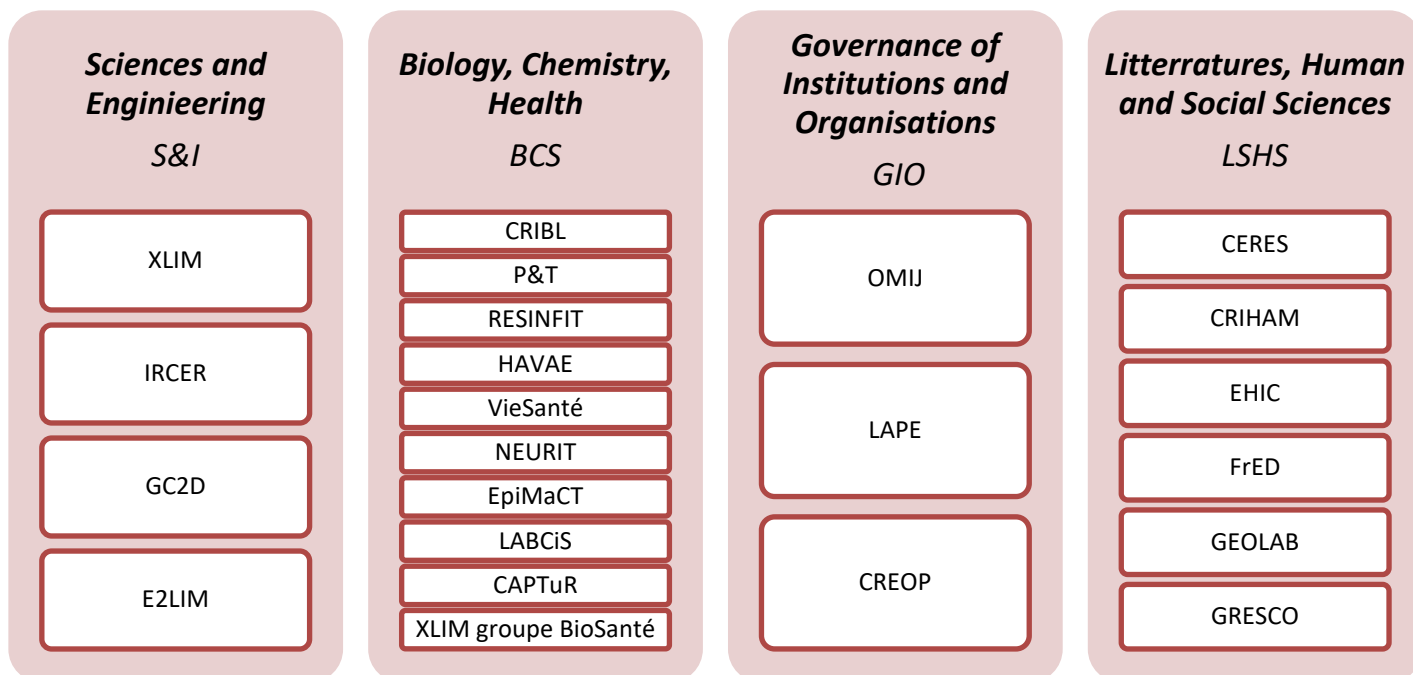 Sciences and
Enginieering
S&I
XLIM
IRCER
GC2D
E2LIM
Biology, Chemistry,
Health
BCS
CRIBL
P&T
RESINFIT
HAVAE
VieSanté
NEURIT
EpiMaCT
LABCiS
CAPTuR
XLIM groupe BioSanté
Governance of
Institutions and
Organisations
GIO
OMIJ
LAPE
CREOP
Litterratures, Human
and Social Sciences
LSHS
CERES
CRIHAM
EHIC
FrED
GEOLAB
GRESCO